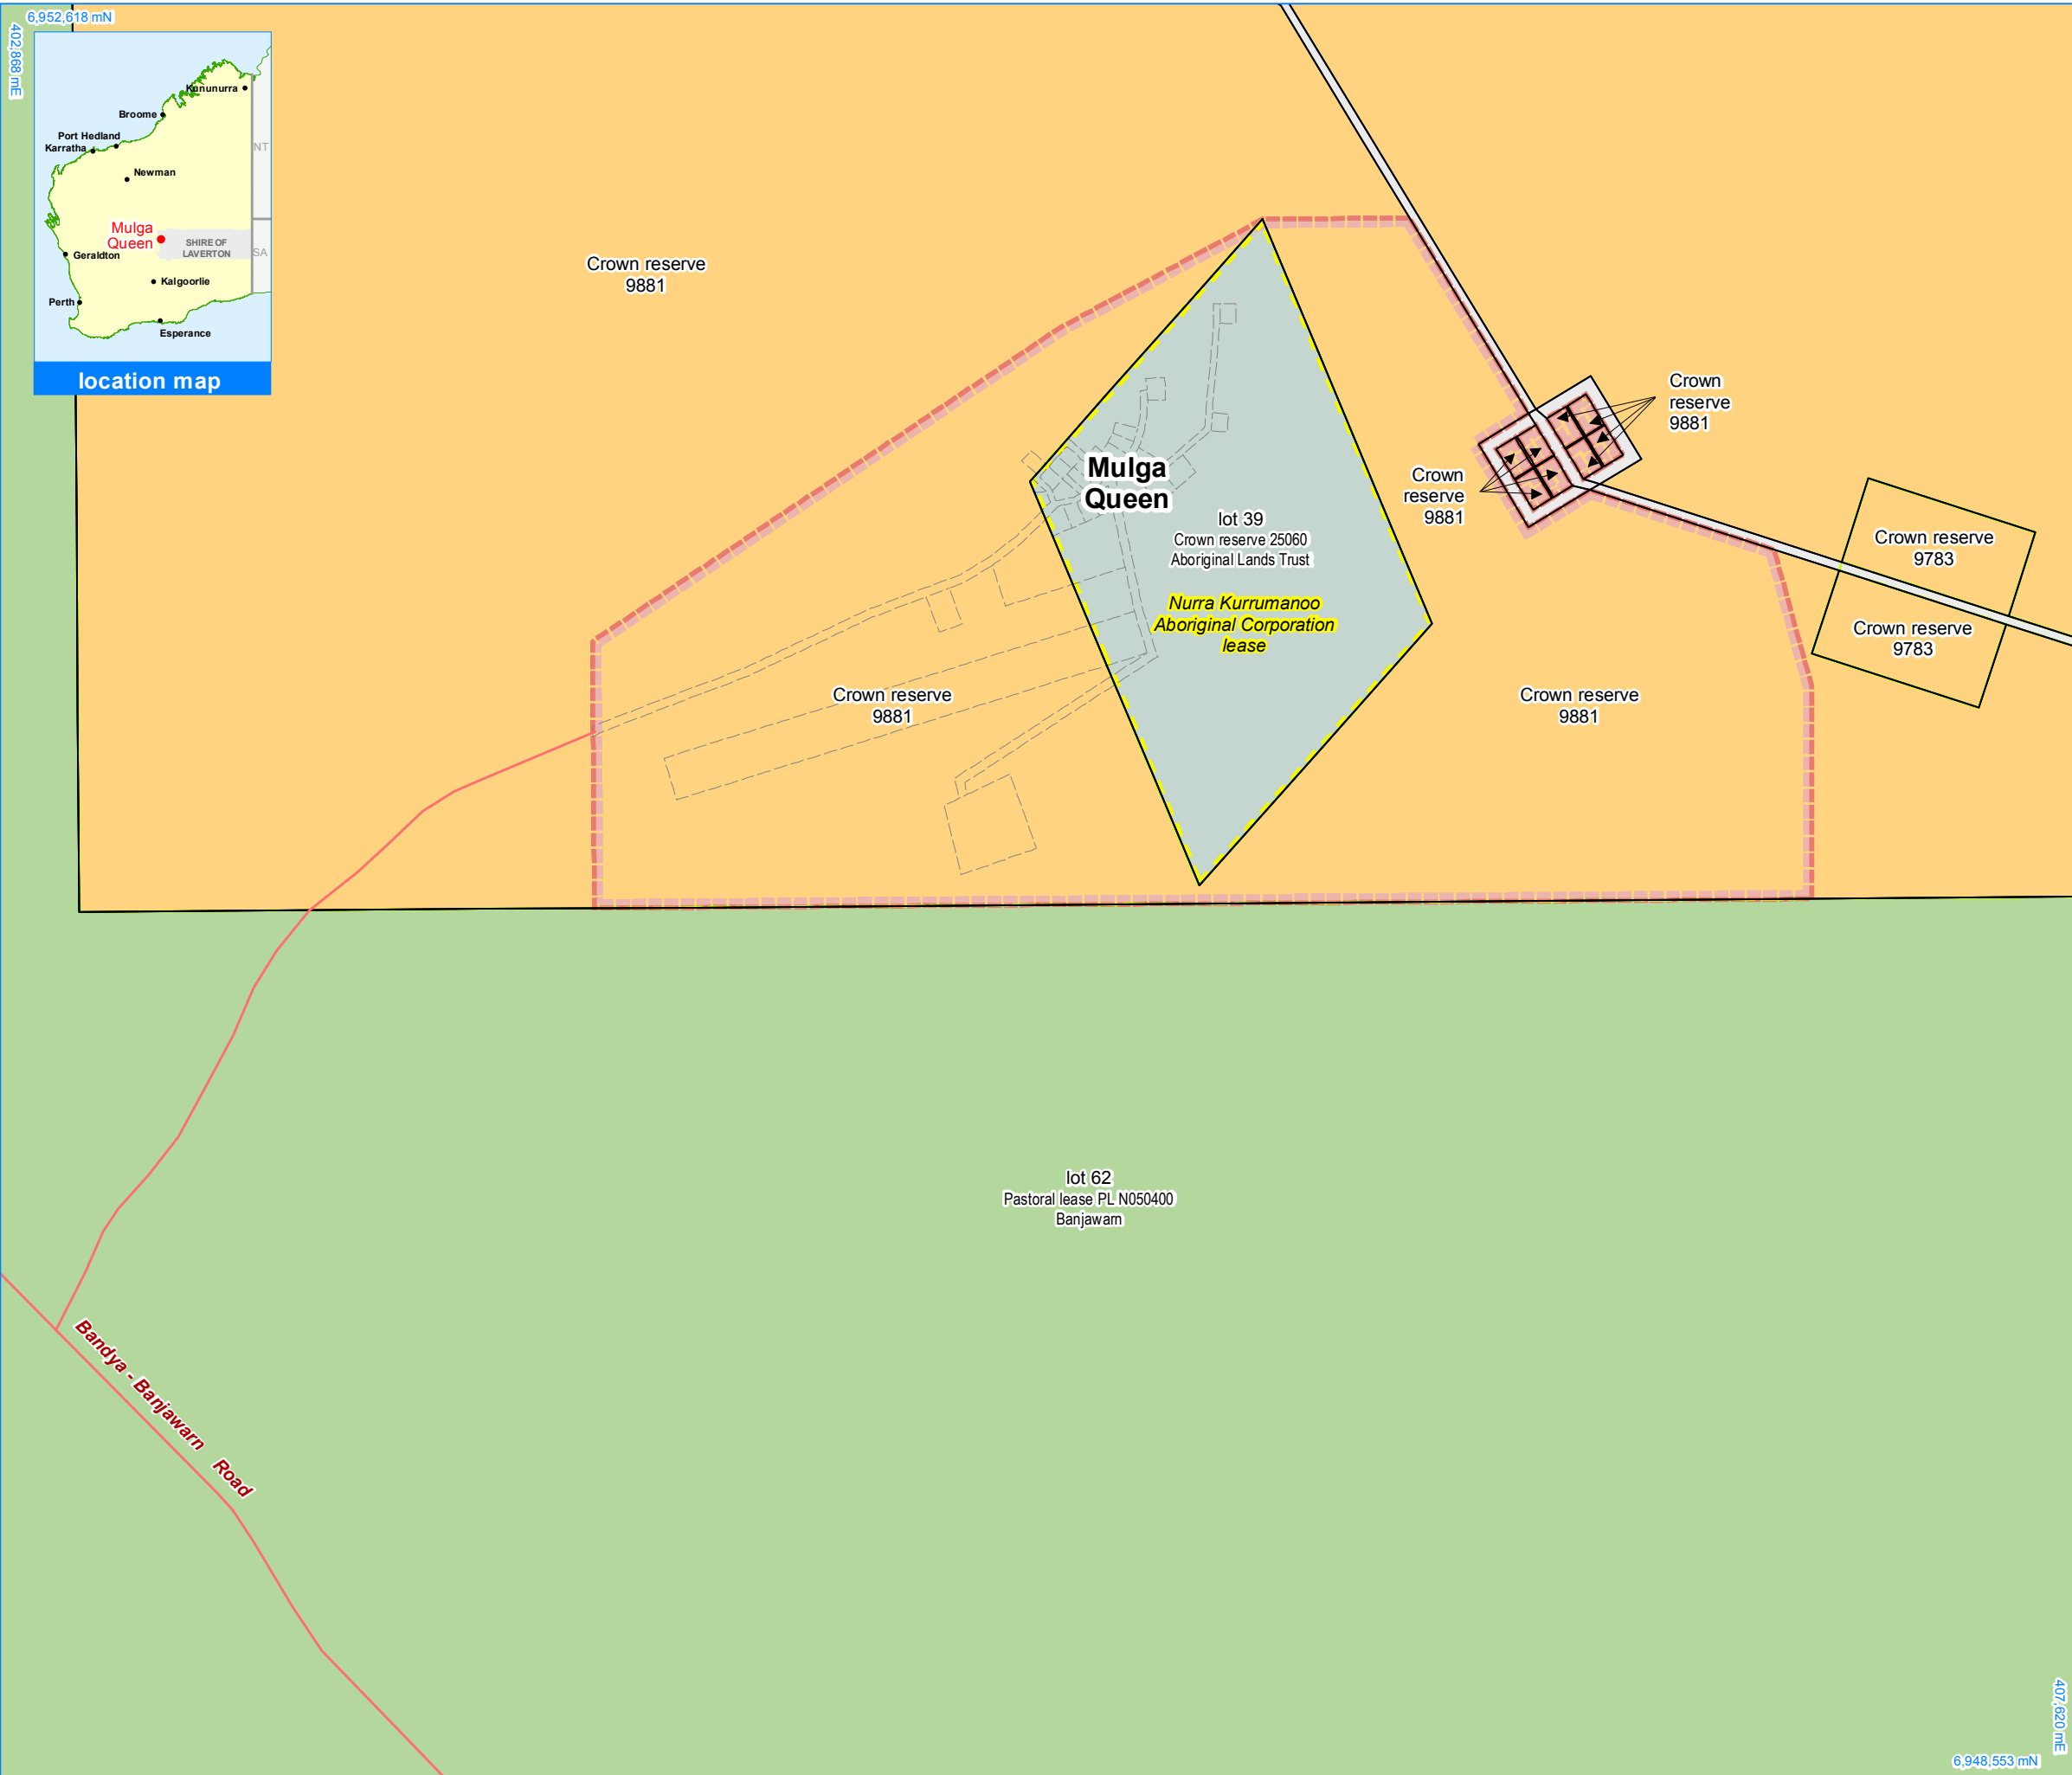 6,952,618 mN
402,868 mE
Kununurra
Broome
Port Hedland
Karratha
NT
Newman
Mulga
Queen
SHIRE OF
LAVERTON
SA
Geraldton
Kalgoorlie
Perth
Esperance
location map
Crown reserve
9881
Crown
reserve
9881
Crown
reserve
9881
Mulga
Queen
lot 39
Crown reserve 25060
Aboriginal Lands Trust
Nurra Kurrumanoo
Aboriginal Corporation
lease
Crown reserve
9783
Crown reserve
9783
Crown reserve
9881
Crown reserve
9881
lot 62
Pastoral lease PL N050400
Banjawarn
Bandya - Banjawarn Road
407,620 mE
6,948,553 mN